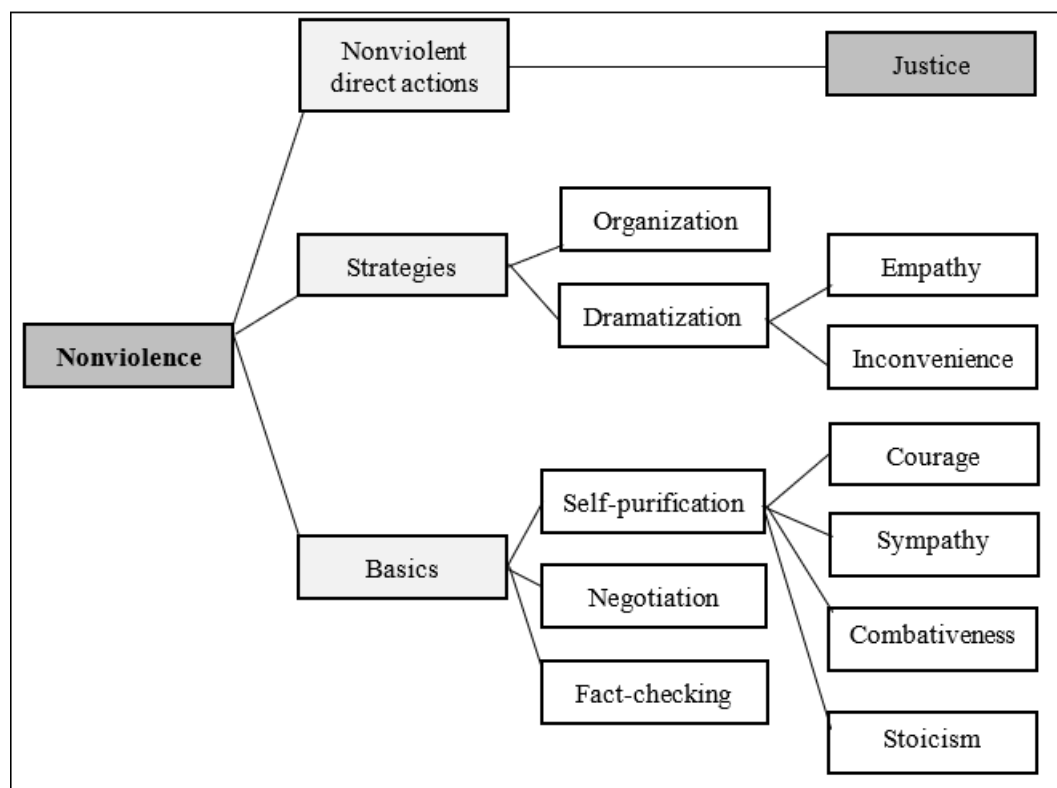 Nonviolent
direct actions
Justice
Organization
Strategies
Empathy
Dramatization
Nonviolence
Inconvenience
Courage
Self-purification
Sympathy
Basics
Negotiation
Combativeness
Fact-checking
Stoicism